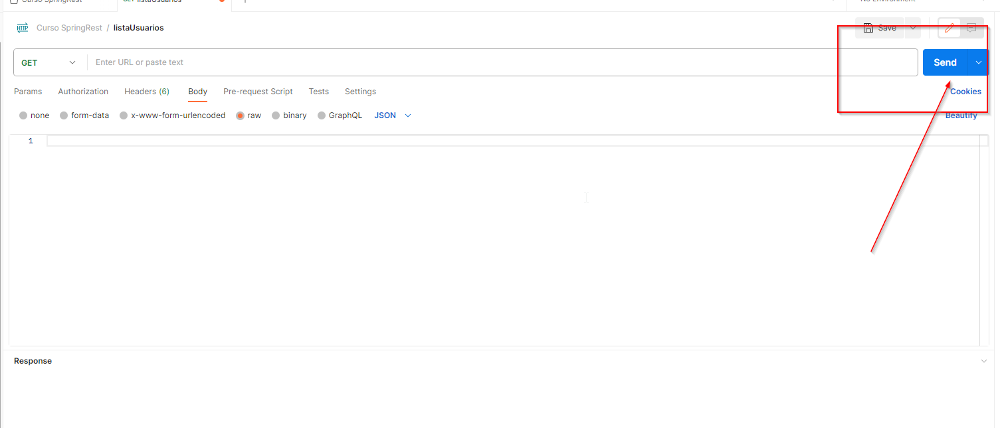 Curso SpringRest GET listaUsuarios No Environment
HTTP Curso SpringRest / listaUsuarios Save
GET Enter URL or paste text Send
Params Authorization Headers (6) Body Pre-request Script Tests Settings Cookies
none form-data x-www-form-urlencoded raw binary GraphQL JSON Beautify
1
Response